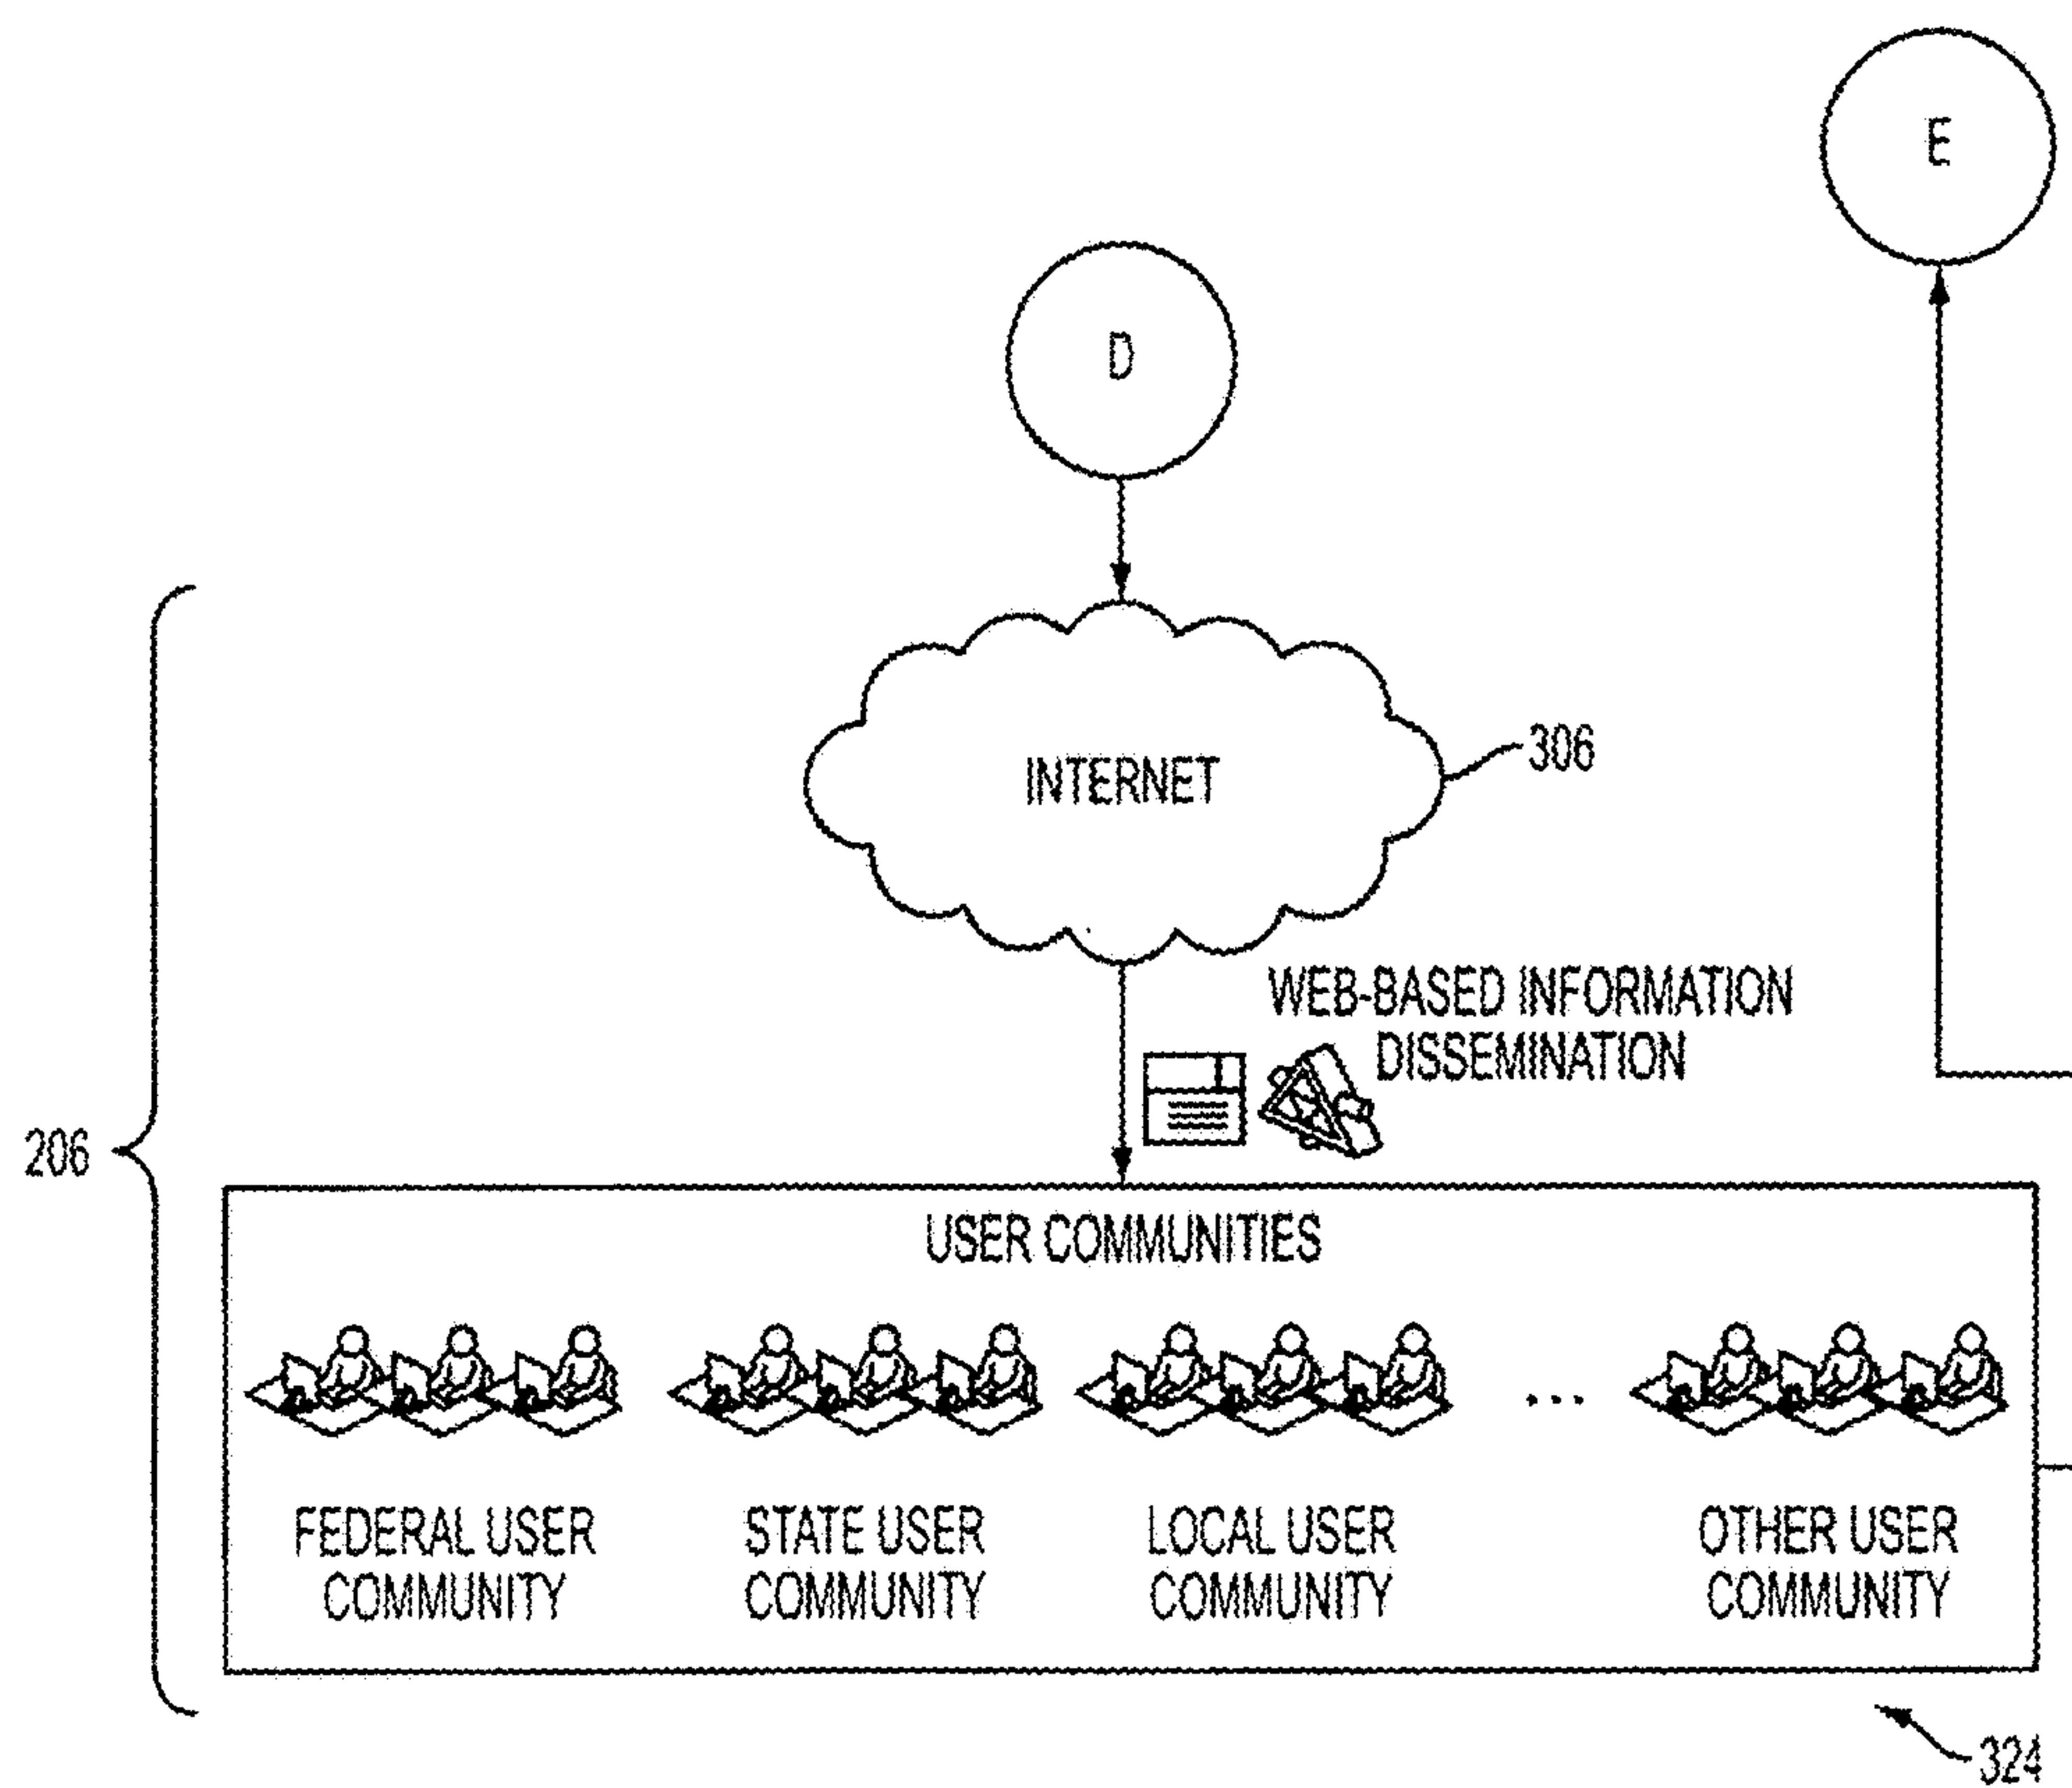 E
D
INTERNET
306
WEB-BASED INFORMATION
DISSEMINATION
206
USER COMMUNITIES
...
FEDERAL USER
COMMUNITY
STATE USER
COMMUNITY
LOCAL USER
COMMUNITY
OTHER USER
COMMUNITY
324